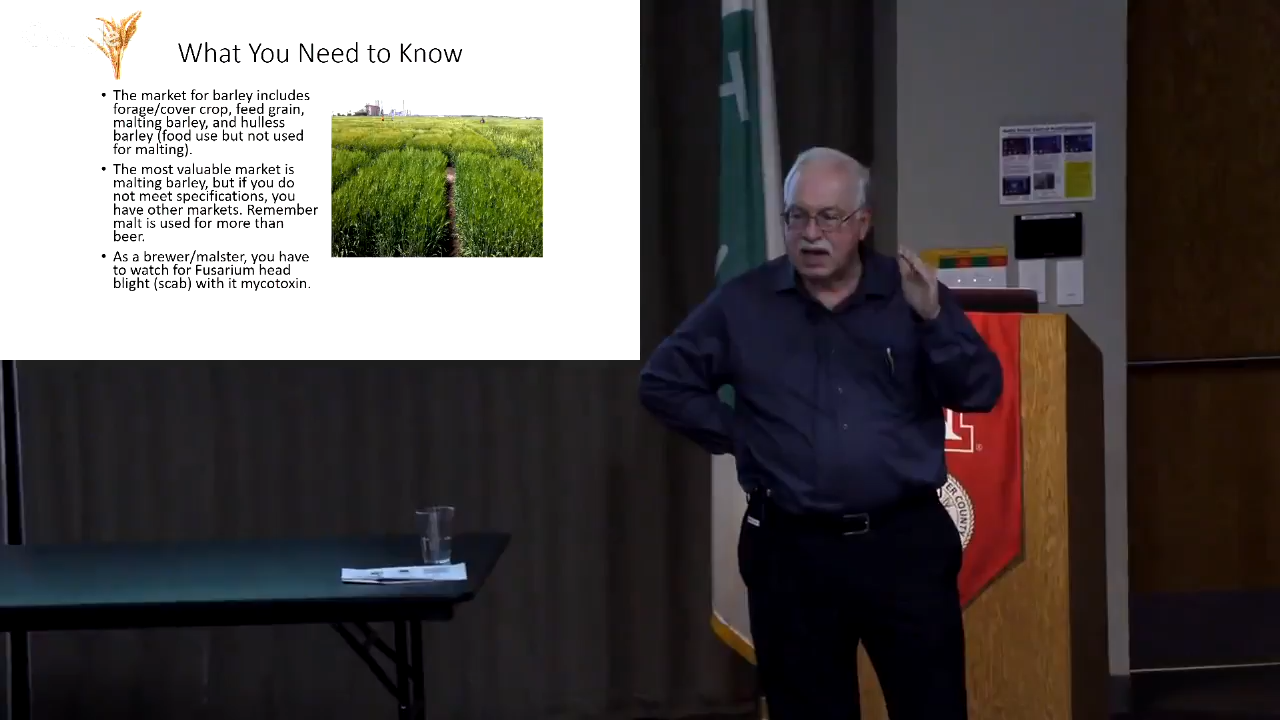 What You Need to Know
• The market for barley includes
forage/cover crop, feed grain,
malting barley, and hulless
barley (food use but not used
for malting).
• The most valuable market is
malting barley, but if you do
not meet specifications, you
have other markets. Remember
malt is used for more than
beer.
• As a brewer/malster, you have
to watch for Fusarium head
blight (scab) with it mycotoxin.
®